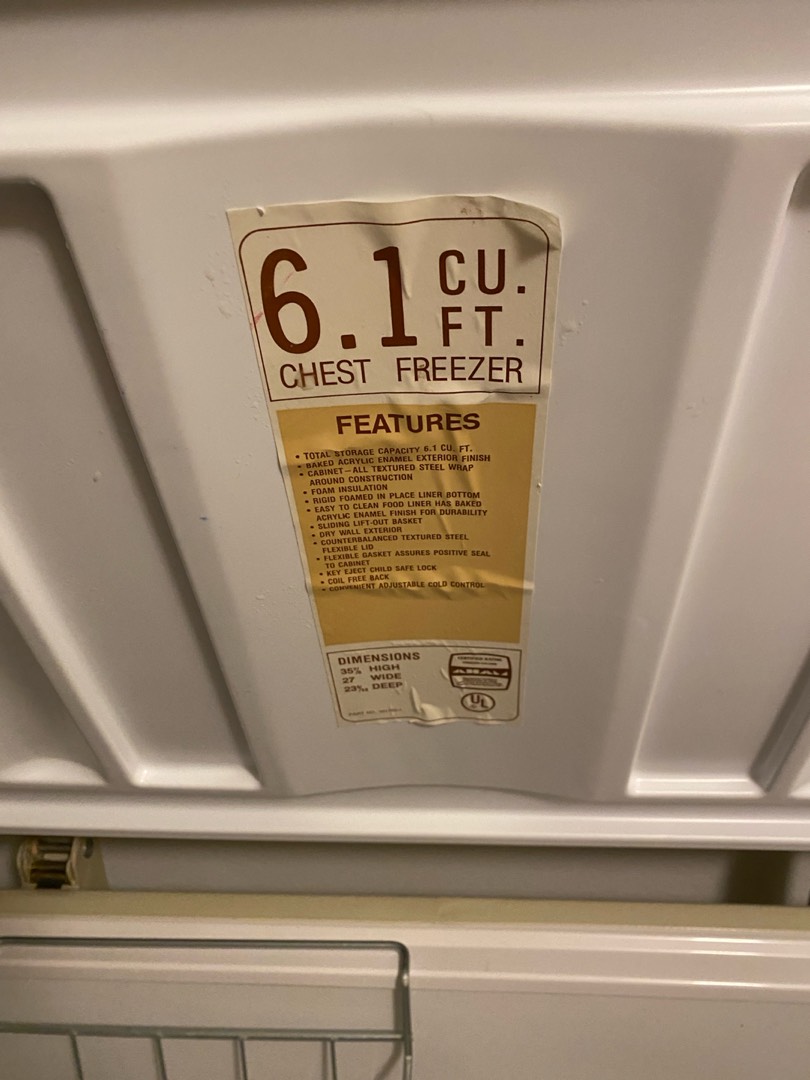 6.1 CU.
FT.
CHEST FREEZER
FEATURES
• TOTAL STORAGE CAPACITY 6.1 CU. FT.
• BAKED ACRYLIC ENAMEL EXTERIOR FINISH
• CABINET—ALL TEXTURED STEEL WRAP
AROUND CONSTRUCTION
• FOAM INSULATION
• RIGID FOAMED IN PLACE LINER BOTTOM
• EASY TO CLEAN FOOD LINER HAS BAKED
ACRYLIC ENAMEL FINISH FOR DURABILITY
• SLIDING LIFT-OUT BASKET
• DRY WALL EXTERIOR
• COUNTERBALANCED TEXTURED STEEL
FLEXIBLE LID
• FLEXIBLE GASKET ASSURES POSITIVE SEAL
TO CABINET
• KEY EJECT CHILD SAFE LOCK
• COIL FREE BACK
• CONVENIENT ADJUSTABLE COLD CONTROL
DIMENSIONS
HIGH
27 WIDE
DEEP
PART NO.
AHAM
UL